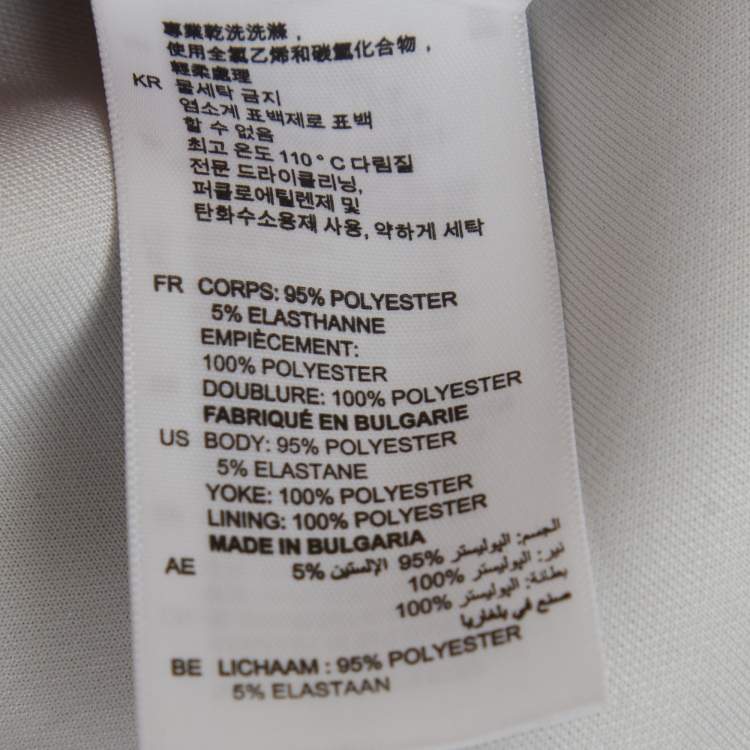 專業乾洗洗滌，
使用全氯乙烯和碳氫化合物，
輕柔處理
KR 물세탁 금지
염소계 표백제로 표백
할 수 없음
최고 온도 110°C 다림질
전문 드라이클리닝,
퍼클로에틸렌제 및
탄화수소용제 사용, 약하게 세탁
FR CORPS: 95% POLYESTER
5% ELASTHANNE
EMPIÈCEMENT:
100% POLYESTER
DOUBLURE: 100% POLYESTER
FABRIQUÉ EN BULGARIE
US BODY: 95% POLYESTER
5% ELASTANE
YOKE: 100% POLYESTER
LINING: 100% POLYESTER
MADE IN BULGARIA
AE الجسم: البوليستر 95% الإلستين 5%
نير: البوليستر 100%
بطانة: البوليستر 100%
صنع في بلغاريا
BE LICHAAM : 95% POLYESTER
5% ELASTAAN